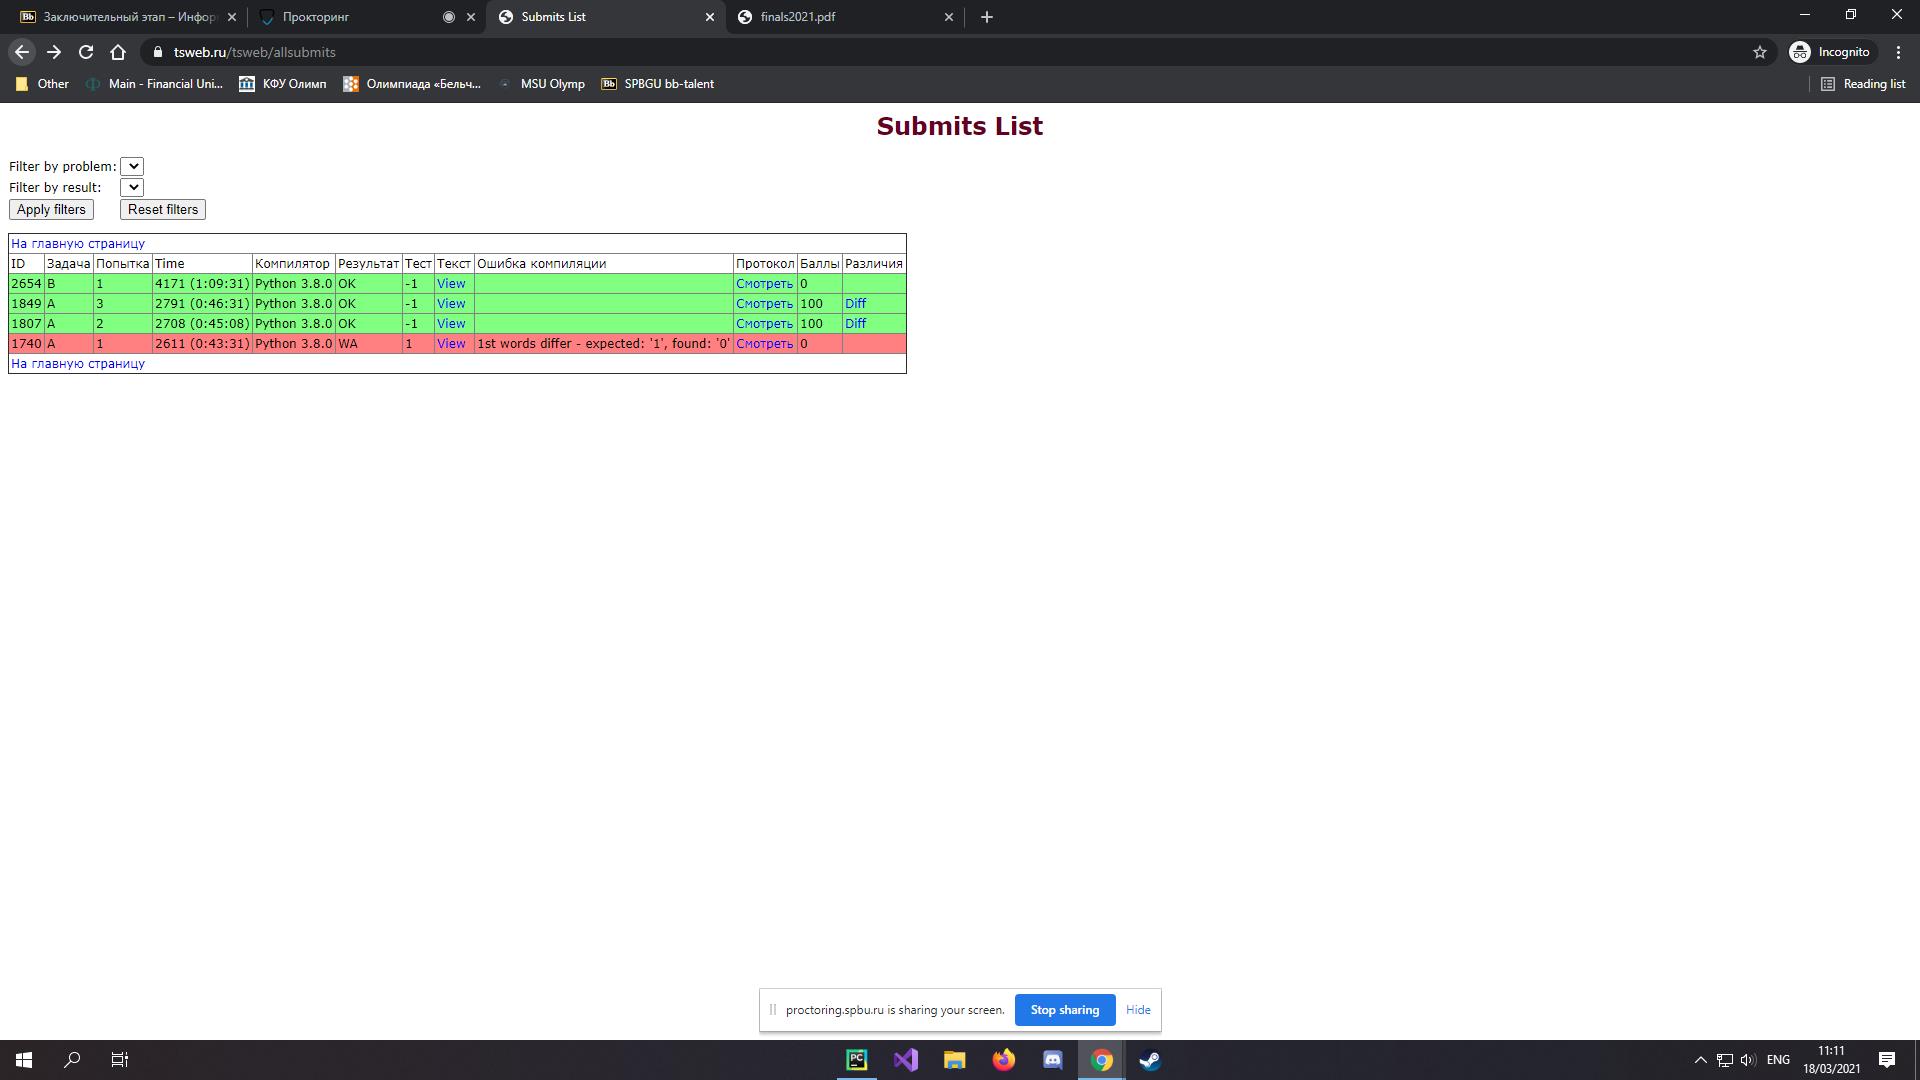 Заключительный этап – Инфор
Прокторинг
Submits List
finals2021.pdf
tsweb.ru/tsweb/allsubmits
Incognito
Other
Main - Financial Uni...
КФУ Олимп
Олимпиада «Бельч...
MSU Olymp
Bb SPBGU bb-talent
Reading list
Submits List
Filter by problem:
Filter by result:
Apply filters Reset filters
На главную страницу
ID Задача Попытка Time Компилятор Результат Тест Текст Ошибка компиляции Протокол Баллы Различия
2654 B 1 4171 (1:09:31) Python 3.8.0 OK -1 View Смотреть 0
1849 A 3 2791 (0:46:31) Python 3.8.0 OK -1 View Смотреть 100 Diff
1807 A 2 2708 (0:45:08) Python 3.8.0 OK -1 View Смотреть 100 Diff
1740 A 1 2611 (0:43:31) Python 3.8.0 WA 1 View 1st words differ - expected: '1', found: '0' Смотреть 0
На главную страницу
proctoring.spbu.ru is sharing your screen. Stop sharing Hide
PC
ENG
11:11
18/03/2021